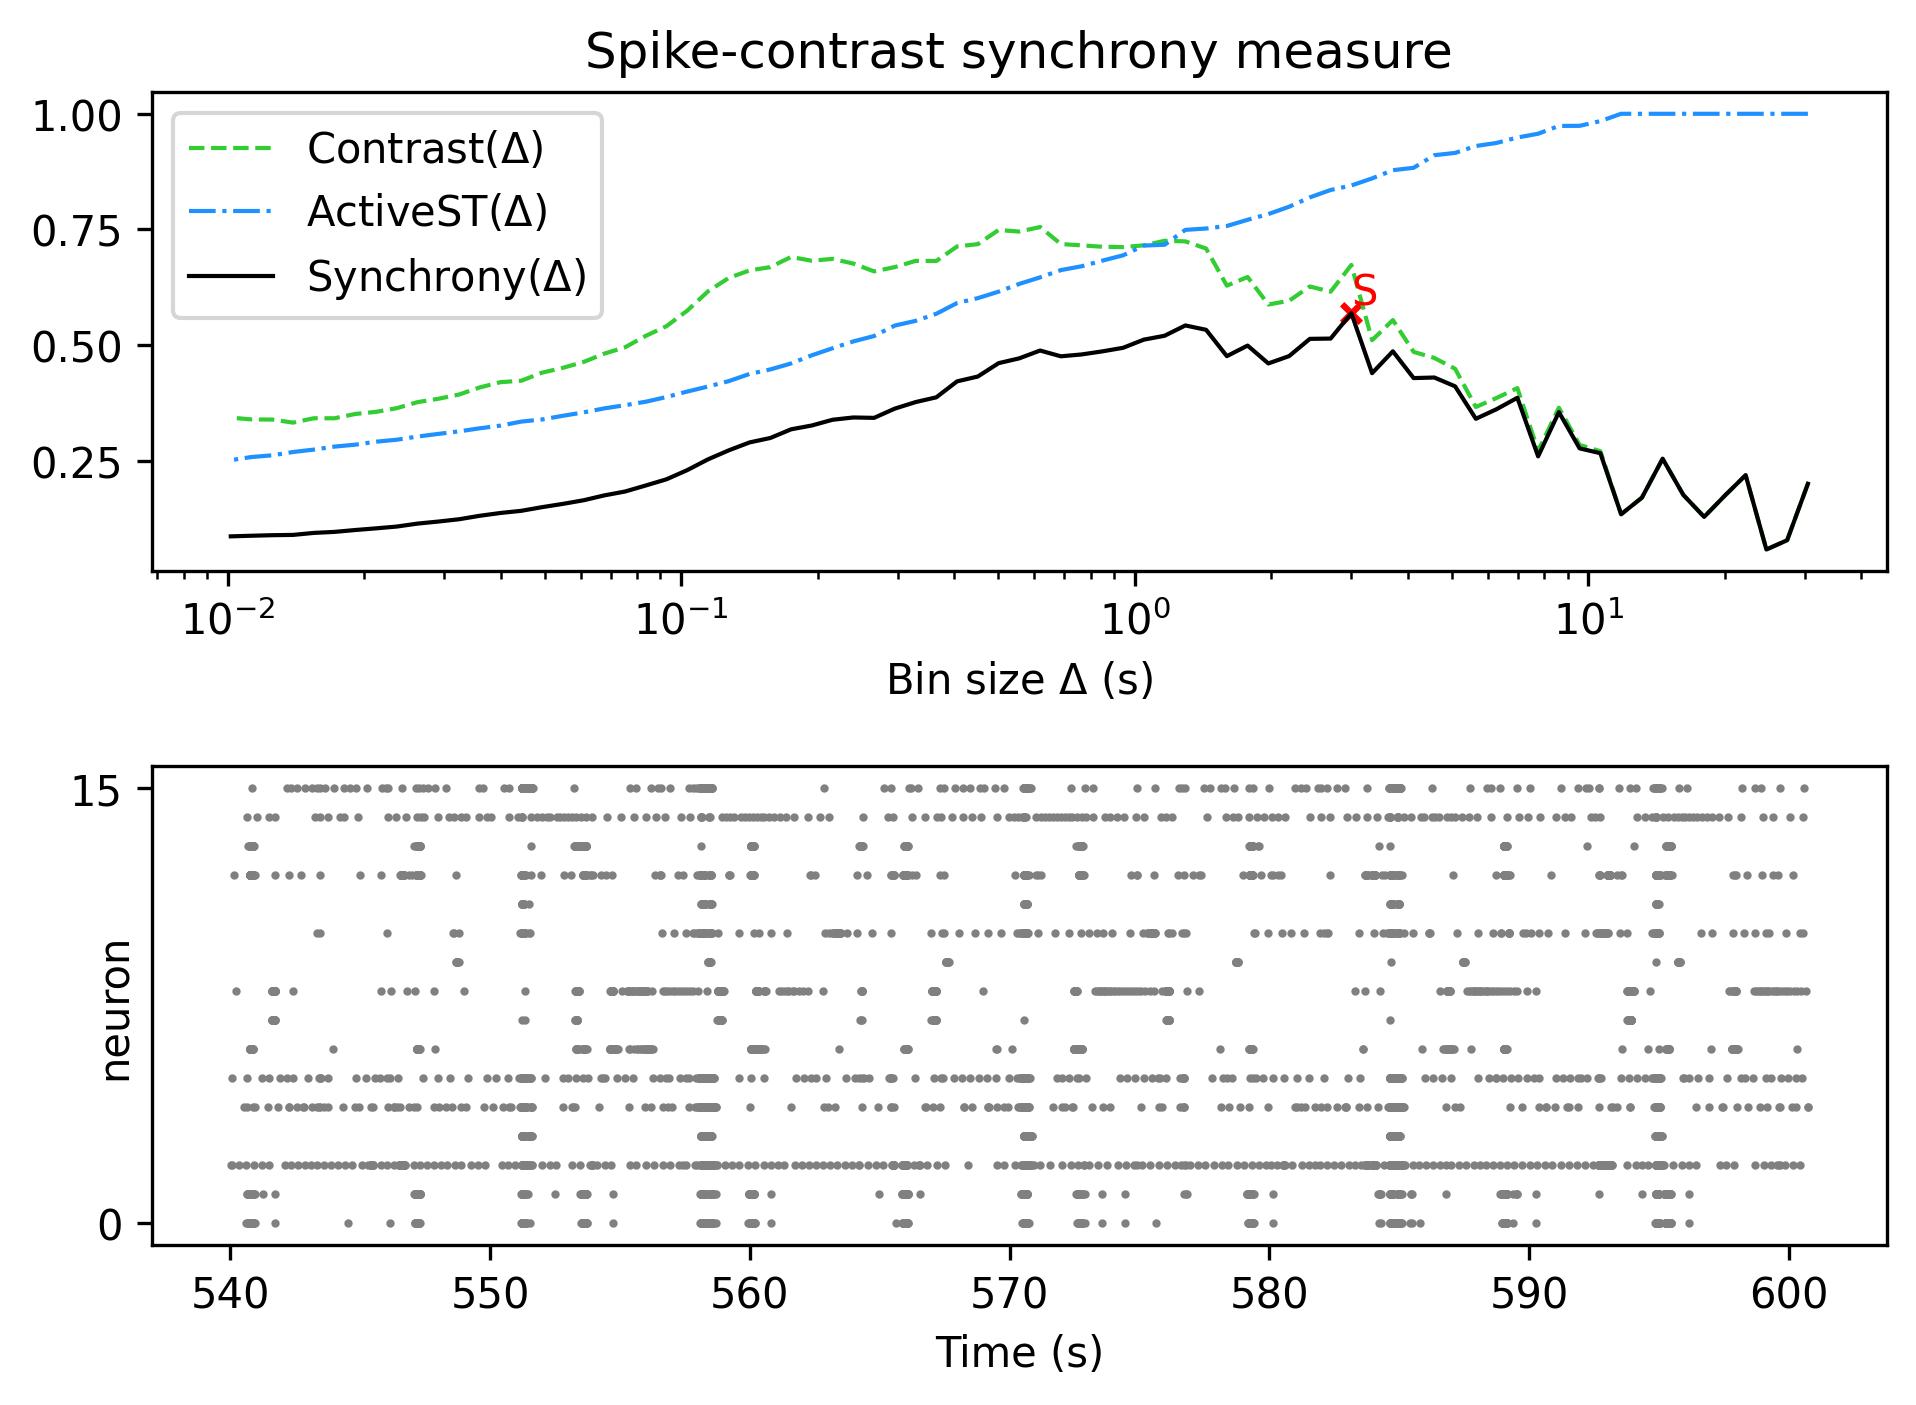 Spike-contrast synchrony measure
1.00
0.75
0.50
0.25
Contrast(Δ)
ActiveST(Δ)
Synchrony(Δ)
S
10⁻² 10⁻¹ 10⁰ 10¹
Bin size Δ (s)
15
0
neuron
540 550 560 570 580 590 600
Time (s)